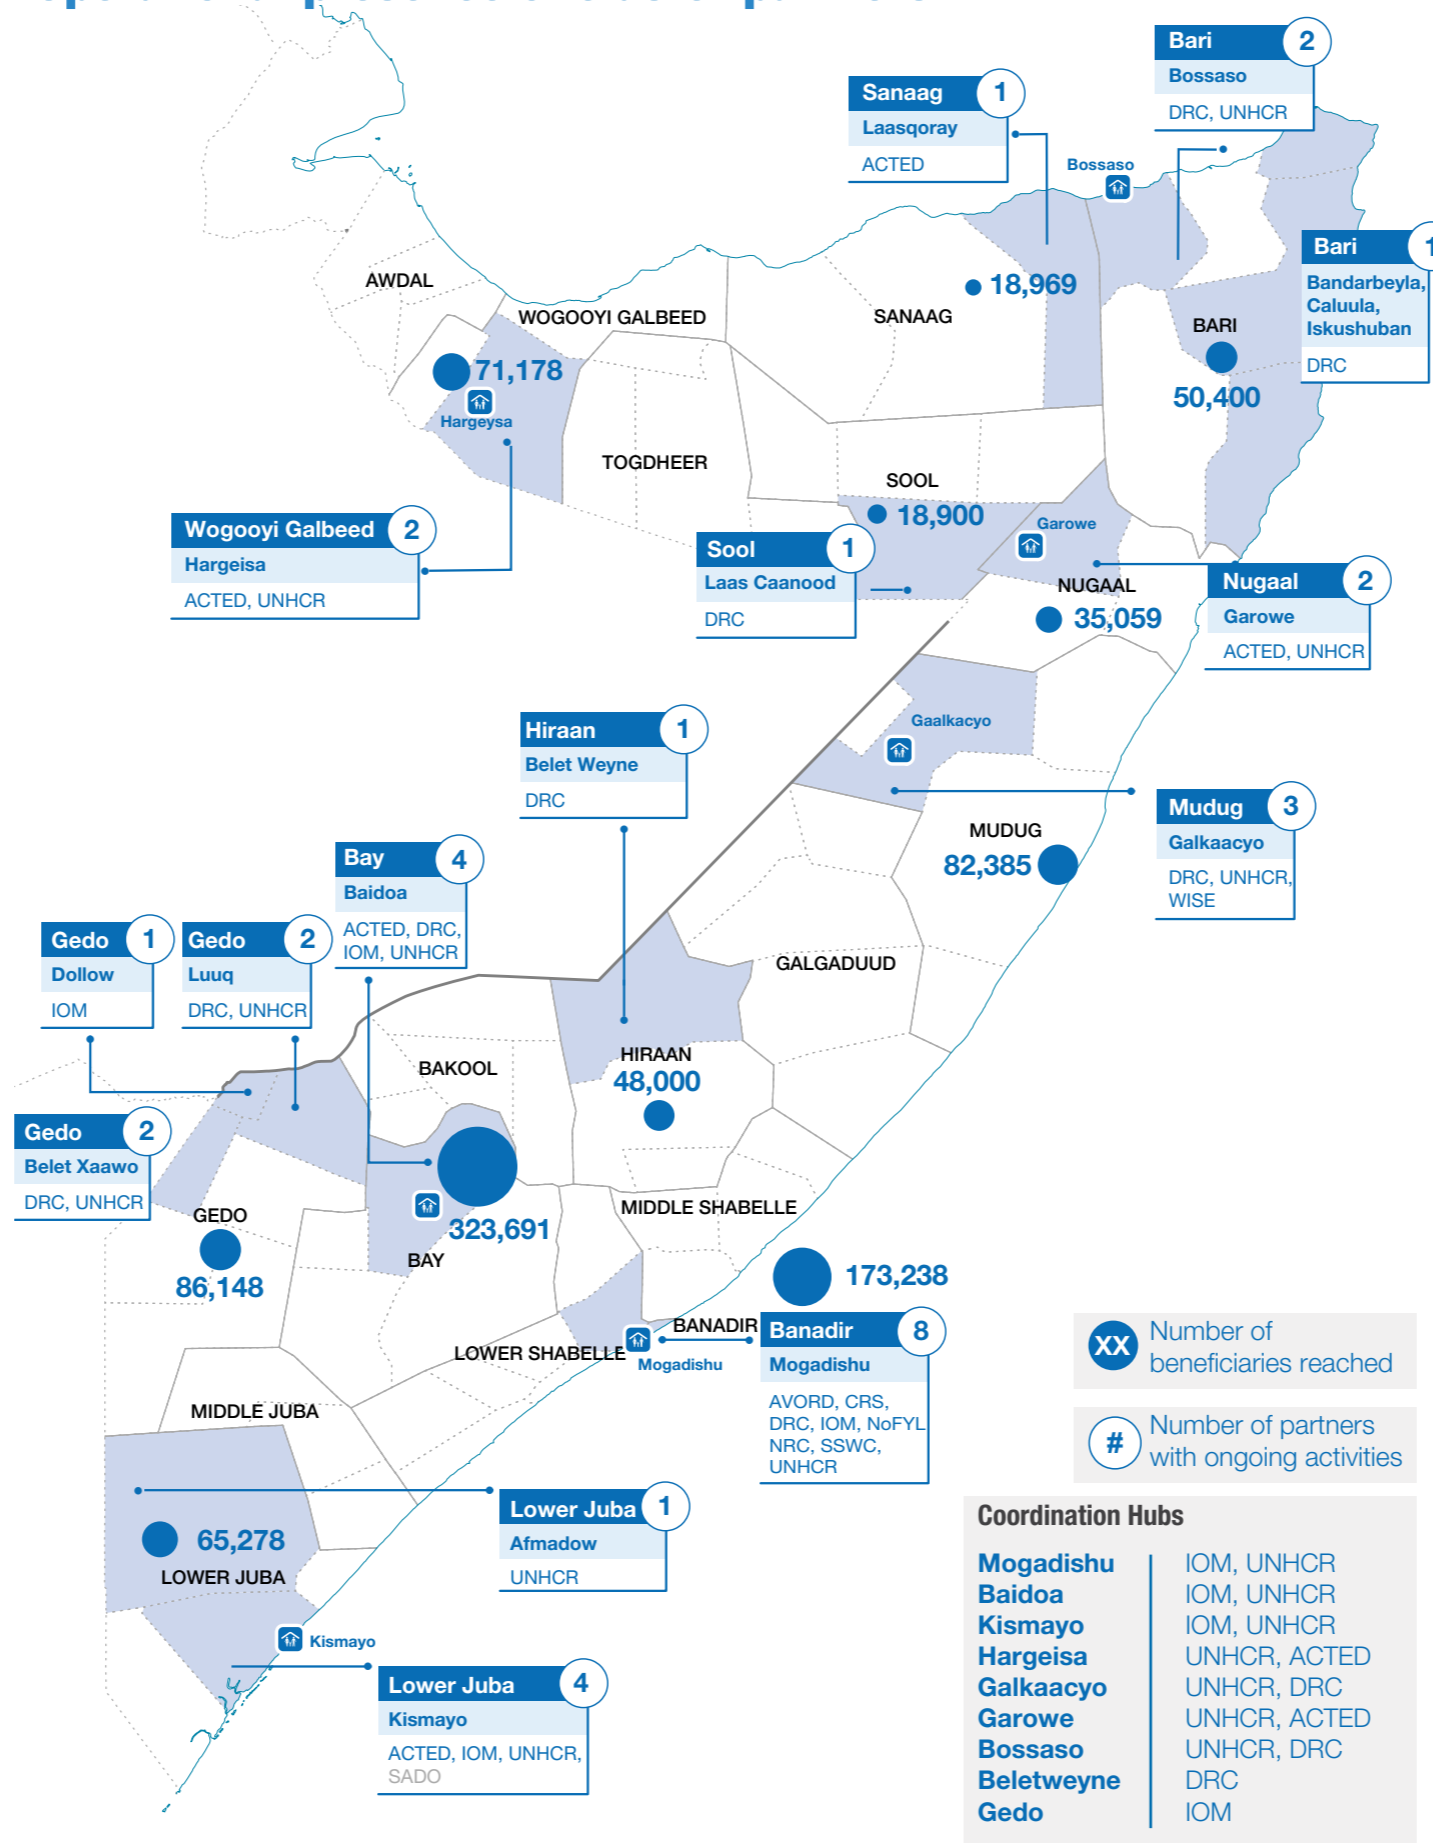 Bari 2
Bossaso
DRC, UNHCR
Sanaag 1
Laasqoray
ACTED
Bossaso
Bari 1
Bandarbeyla,
Caluula,
Iskushuban
DRC
AWDAL
WOGOOYI GALBEED
18,969
SANAAG
BARI
50,400
71,178
Hargeysa
TOGDHEER
SOOL
18,900
Garowe
Wogooyi Galbeed 2
Hargeisa
ACTED, UNHCR
Sool 1
Laas Caanood
DRC
NUGAAL
35,059
Nugaal 2
Garowe
ACTED, UNHCR
Hiraan 1
Belet Weyne
DRC
Gaalkacyo
Mudug 3
Galkaacyo
DRC, UNHCR,
WISE
MUDUG
82,385
Bay 4
Baidoa
ACTED, DRC,
IOM, UNHCR
Gedo 1
Dollow
IOM
Gedo 2
Luuq
DRC, UNHCR
GALGADUUD
BAKOOL
HIRAAN
48,000
Gedo 2
Belet Xaawo
DRC, UNHCR
GEDO
86,148
323,691
BAY
MIDDLE SHABELLE
173,238
BANADIR
LOWER SHABELLE
Mogadishu
Banadir 8
Mogadishu
AVORD, CRS,
DRC, IOM, NoFYL
NRC, SSWC,
UNHCR
MIDDLE JUBA
Lower Juba 1
Afmadow
UNHCR
65,278
LOWER JUBA
Kismayo
Lower Juba 4
Kismayo
ACTED, IOM, UNHCR,
SADO
XX Number of
beneficiaries reached
# Number of partners
with ongoing activities
Coordination Hubs
Mogadishu IOM, UNHCR
Baidoa IOM, UNHCR
Kismayo IOM, UNHCR
Hargeisa UNHCR, ACTED
Galkaacyo UNHCR, DRC
Garowe UNHCR, ACTED
Bossaso UNHCR, DRC
Beletweyne DRC
Gedo IOM